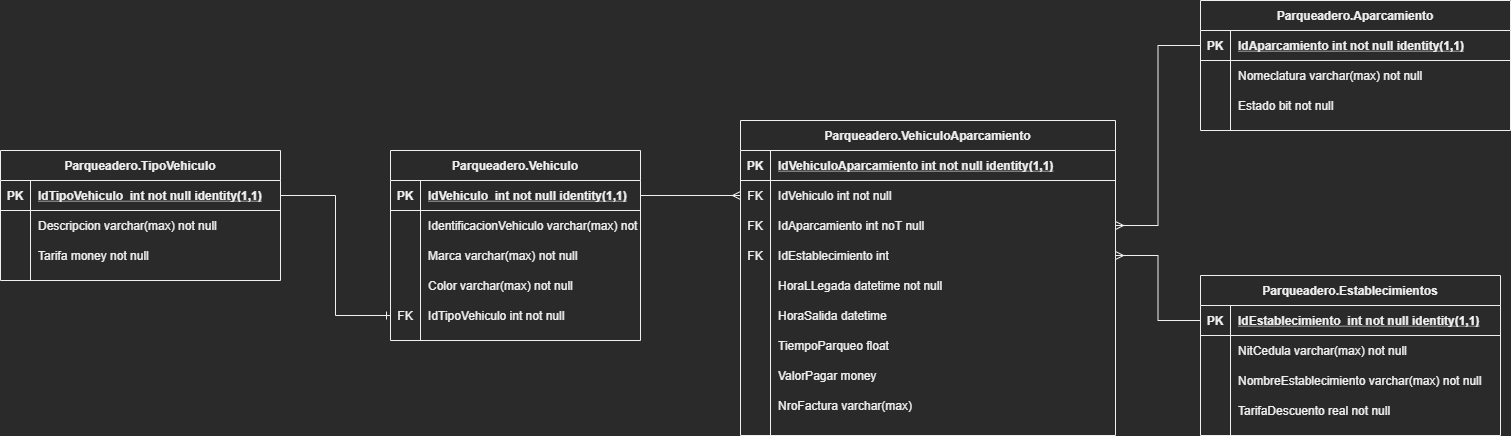 Parqueadero.TipoVehiculo
PK IdTipoVehiculo int not null identity(1,1)
Descripcion varchar(max) not null
Tarifa money not null
Parqueadero.Vehiculo
PK IdVehiculo int not null identity(1,1)
IdentificacionVehiculo varchar(max) not
Marca varchar(max) not null
Color varchar(max) not null
FK IdTipoVehiculo int not null
Parqueadero.VehiculoAparcamiento
PK IdVehiculoAparcamiento int not null identity(1,1)
FK IdVehiculo int not null
FK IdAparcamiento int noT null
FK IdEstablecimiento int
HoraLLegada datetime not null
HoraSalida datetime
TiempoParqueo float
ValorPagar money
NroFactura varchar(max)
Parqueadero.Aparcamiento
PK IdAparcamiento int not null identity(1,1)
Nomeclatura varchar(max) not null
Estado bit not null
Parqueadero.Establecimientos
PK IdEstablecimiento int not null identity(1,1)
NitCedula varchar(max) not null
NombreEstablecimiento varchar(max) not null
TarifaDescuento real not null